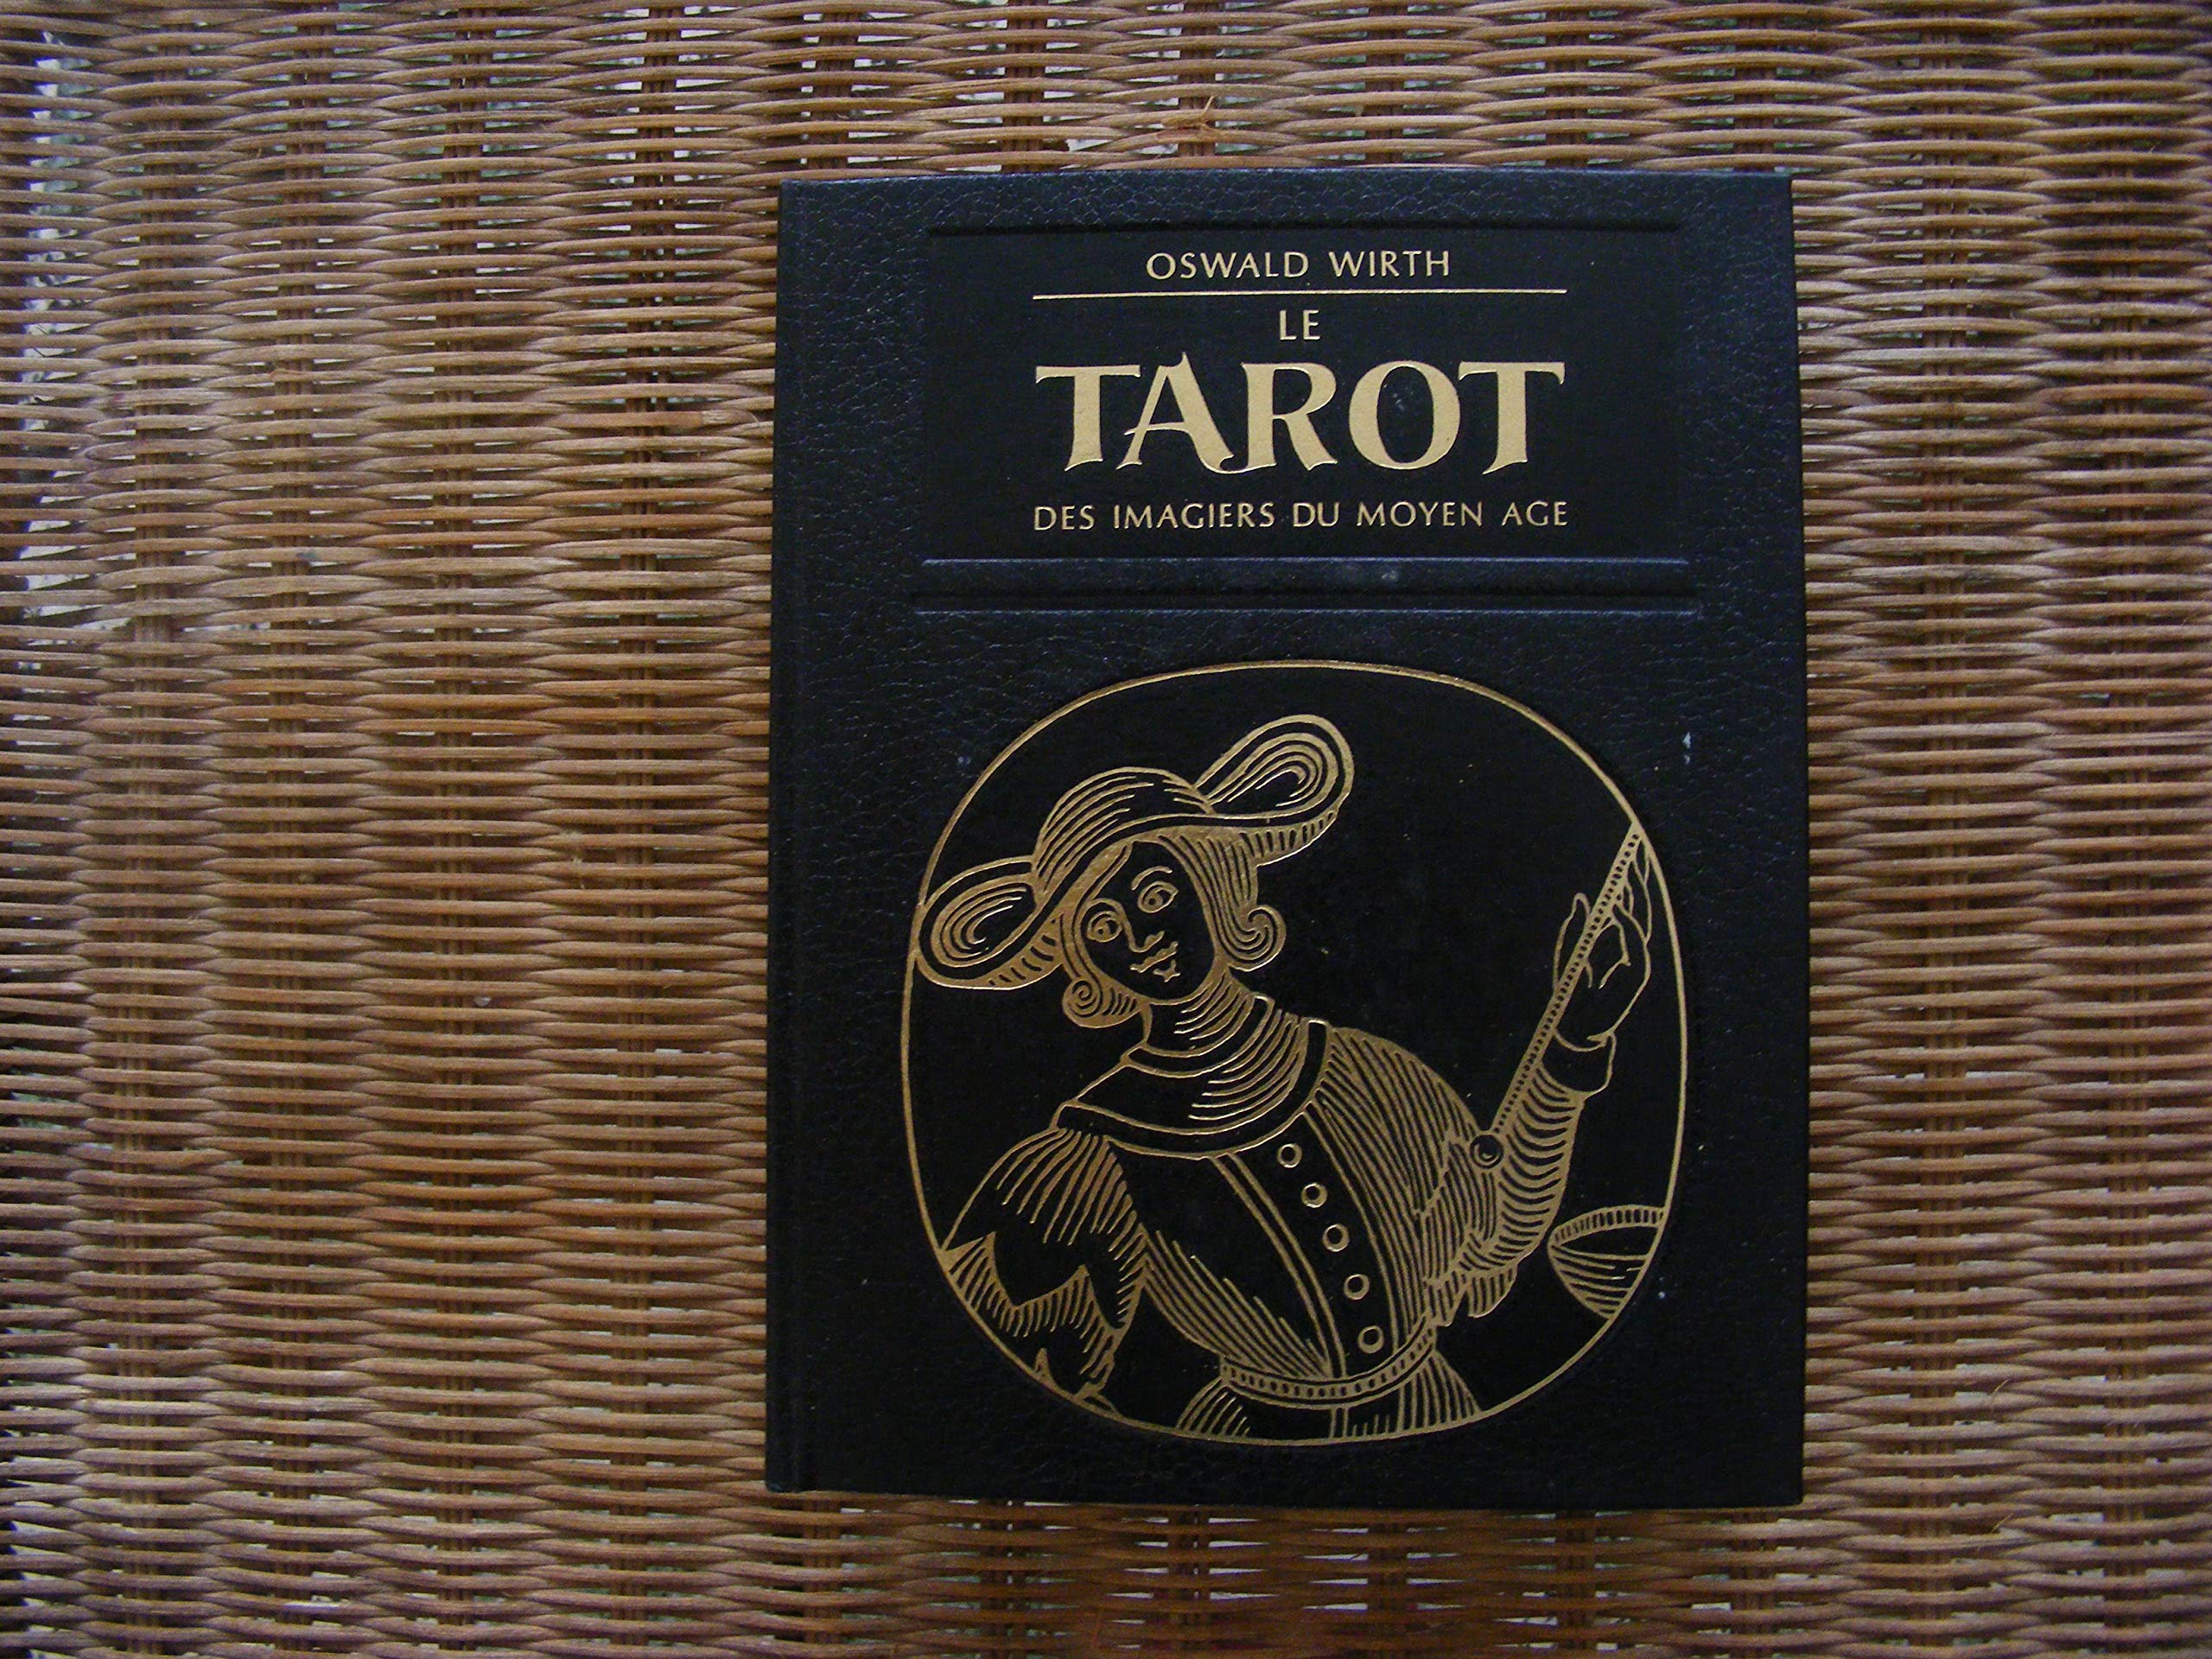 OSWALD WIRTH
LE
TAROT
DES IMAGIERS DU MOYEN AGE